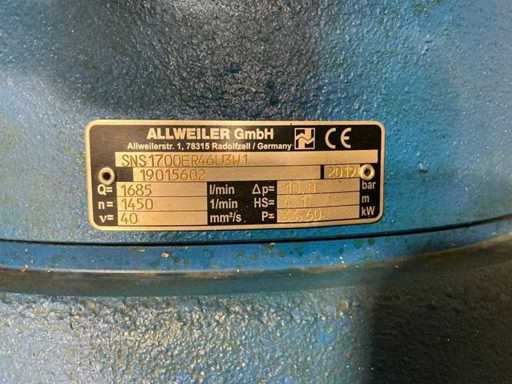 ALLWEILER GmbH
Allweilerstr. 1, 78315 Radolfzell / Germany
CE
SNS1700ER46U3W1
19015602 2012
Q= 1685 l/min Δp= bar
n= 1450 1/min HS= m
ν= 40 mm²/s P= kW